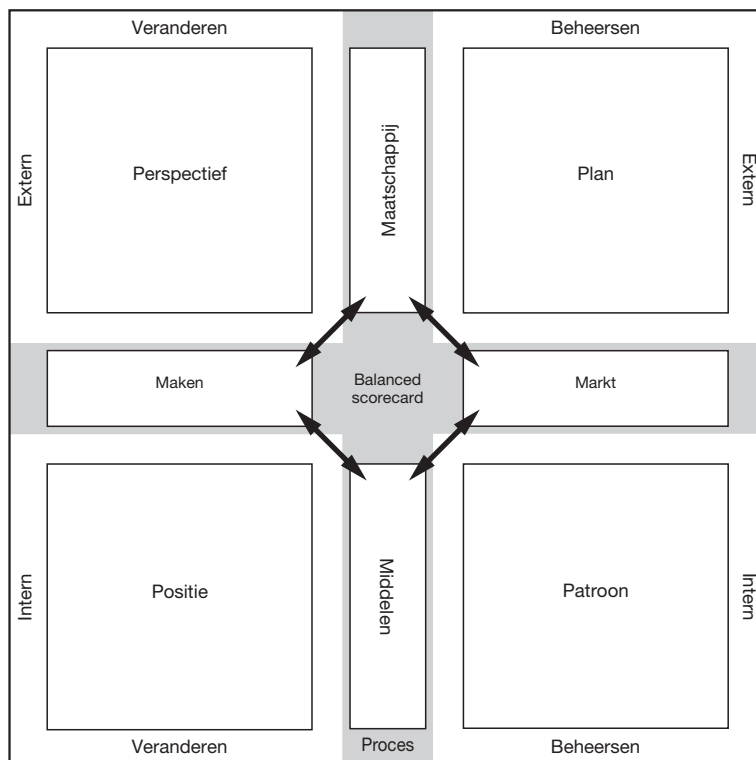 Veranderen
Beheersen
Extern
Perspectief
Maatschappij
Plan
Extern
Maken
Balanced
scorecard
Markt
Intern
Positie
Middelen
Patroon
Intern
Veranderen
Proces
Beheersen